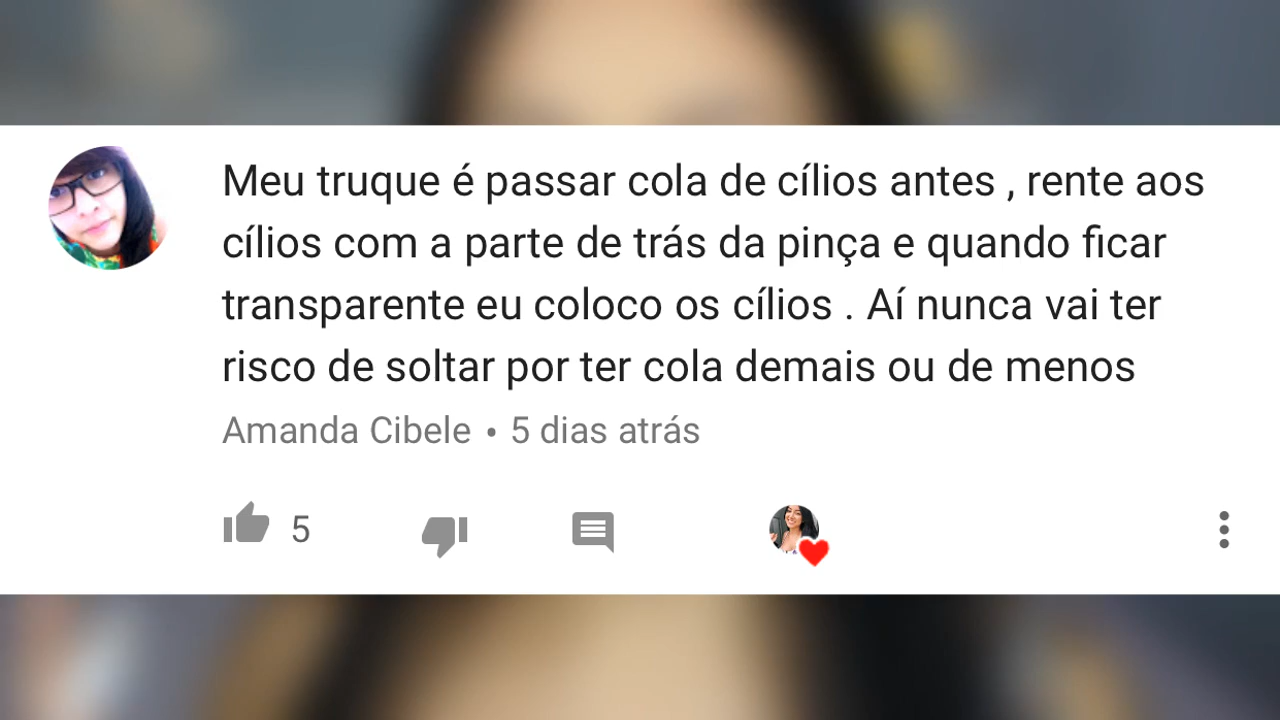 Meu truque é passar cola de cílios antes , rente aos
cílios com a parte de trás da pinça e quando ficar
transparente eu coloco os cílios . Aí nunca vai ter
risco de soltar por ter cola demais ou de menos
Amanda Cibele • 5 dias atrás
5